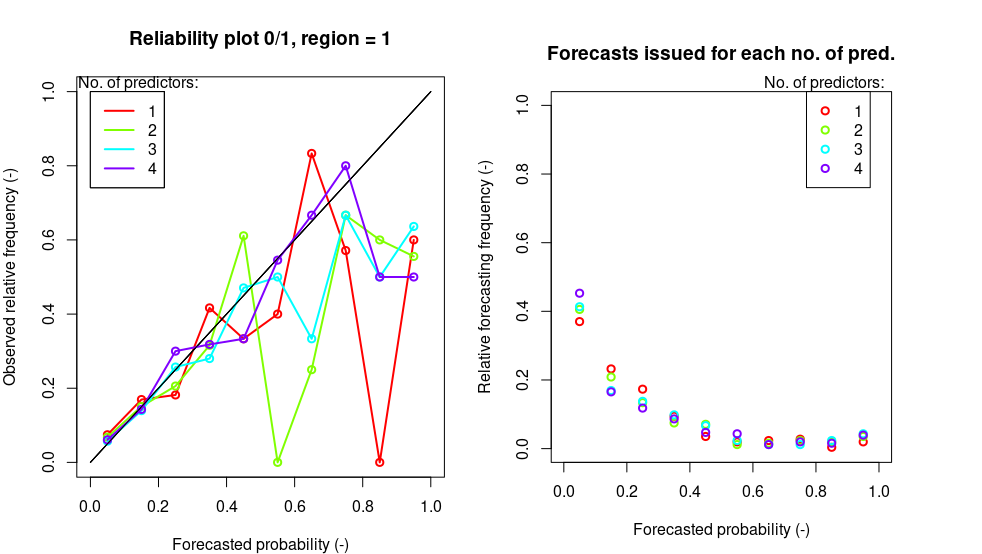 Reliability plot 0/1, region = 1
No. of predictors:
1
2
3
4
Observed relative frequency (-)
0.0 0.2 0.4 0.6 0.8 1.0
0.0 0.2 0.4 0.6 0.8 1.0
Forecasted probability (-)
Forecasts issued for each no. of pred.
No. of predictors:
1
2
3
4
Relative forecasting frequency (-)
0.0 0.2 0.4 0.6 0.8 1.0
0.0 0.2 0.4 0.6 0.8 1.0
Forecasted probability (-)